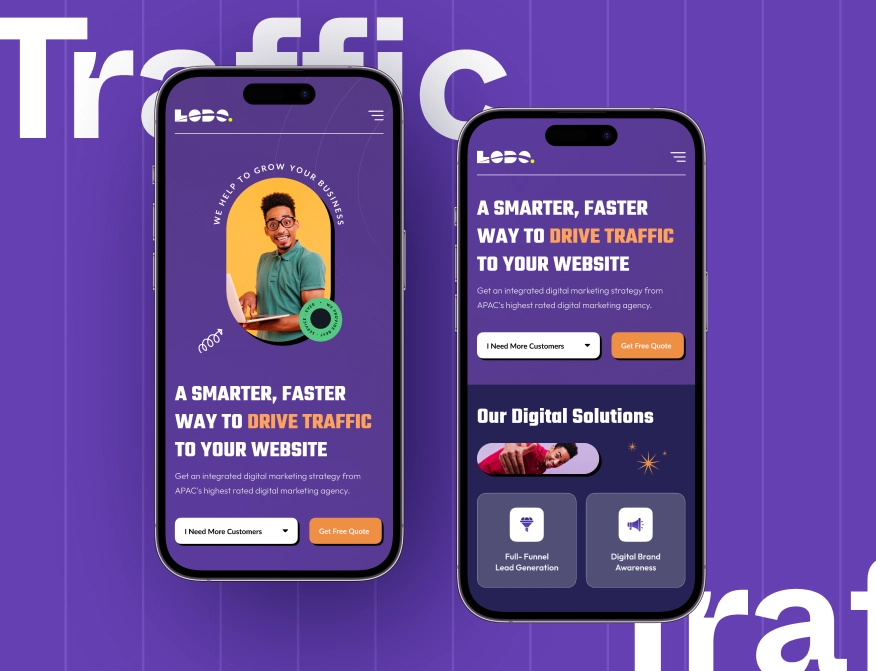 Traffic
LODO.
WE HELP TO GROW YOUR BUSINESS
A SMARTER, FASTER
WAY TO DRIVE TRAFFIC
TO YOUR WEBSITE
Get an integrated digital marketing strategy from
APAC's highest rated digital marketing agency.
I Need More Customers
Get Free Quote
LODO.
A SMARTER, FASTER
WAY TO DRIVE TRAFFIC
TO YOUR WEBSITE
Get an integrated digital marketing strategy from
APAC's highest rated digital marketing agency.
I Need More Customers
Get Free Quote
Our Digital Solutions
Full- Funnel
Lead Generation
Digital Brand
Awareness
Traf